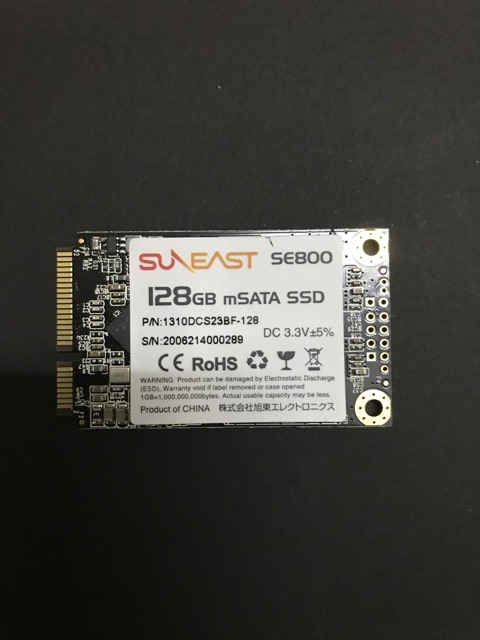 SUNEAST SE800
128GB mSATA SSD
P/N:1310DCS23BF-128
DC 3.3V±5%
S/N:2006214000289
CE RoHS
WARNING: Product can be damaged by Electrostatic Discharge
(ESD). Warranty void if label removed or case opened
1GB=1,000,000,000bytes, Actual usable capacity may be less.
Product of CHINA 株式会社旭東エレクトロニクス